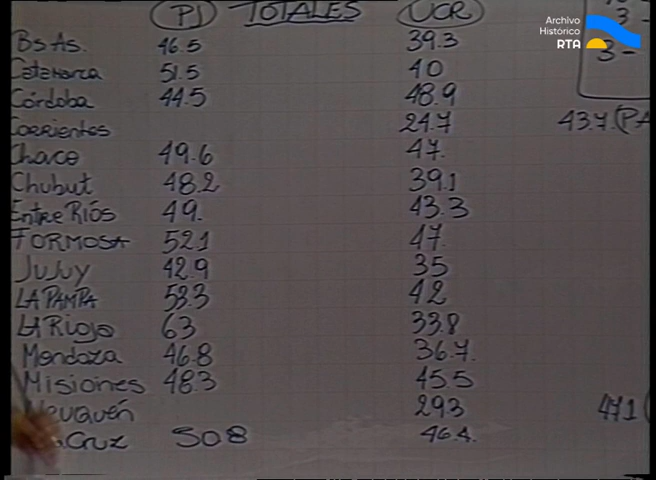 PJ TOTALES UCR
Archivo Histórico RTA
3 -
3 -
Bs As. 46.5 39.3
Catamarca 51.5 40
Córdoba 44.5 48.9
Corrientes 24.7 43.7.(PA
Chaco 49.6 47.
Chubut 48.2 39.1
Entre Riós 49. 43.3
FORMOSA 52.1 47.
JuJuy 42.9 35
LA PAMPA 53.3 42
LA Rioja 63 33.8
Mendoza 46.8 36.7.
Misiones 48.3 45.5
Neuquén 29.3 47.1 (
Cruz 50.8 46.4.